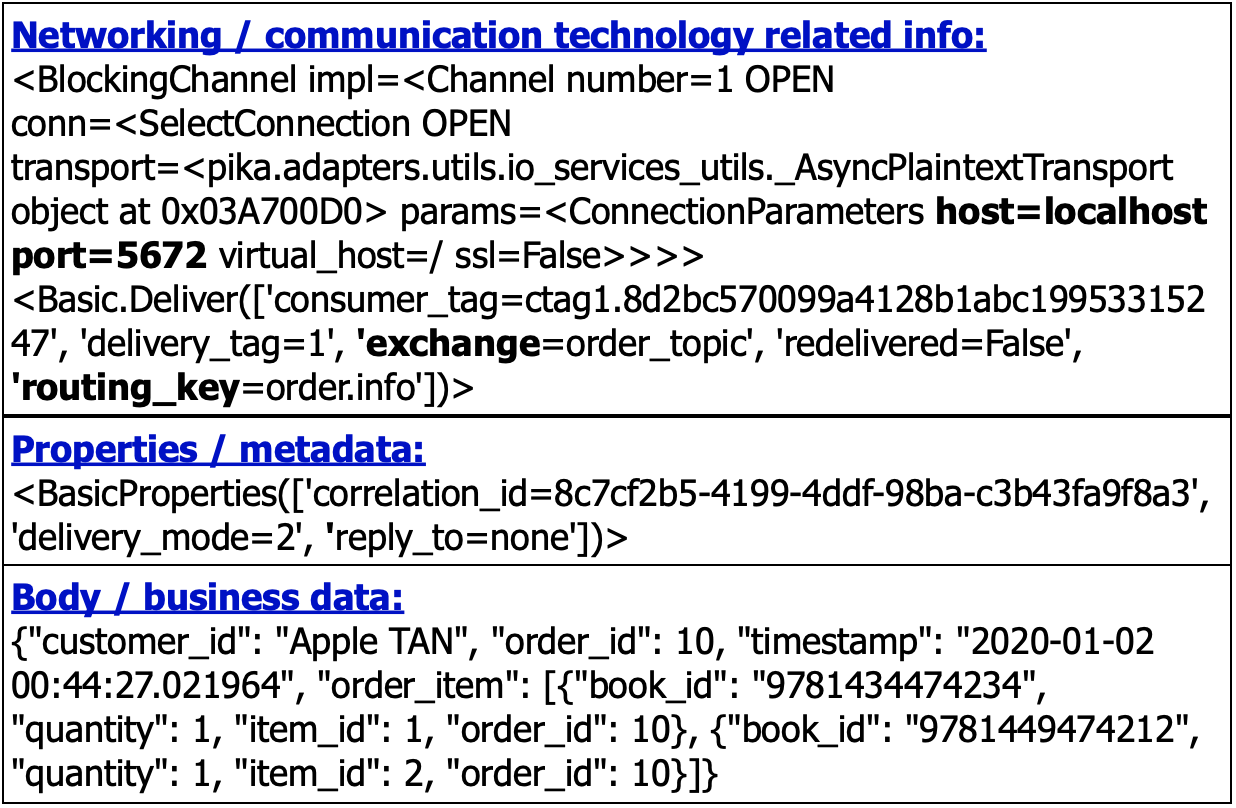 Networking / communication technology related info:
<BlockingChannel impl=<Channel number=1 OPEN
conn=<SelectConnection OPEN
transport=<pika.adapters.utils.io_services_utils._AsyncPlaintextTransport
object at 0x03A700D0> params=<ConnectionParameters host=localhost
port=5672 virtual_host=/ ssl=False>>>>
<Basic.Deliver(['consumer_tag=ctag1.8d2bc570099a4128b1abc199533152
47', 'delivery_tag=1', 'exchange=order_topic', 'redelivered=False',
'routing_key=order.info'])>
Properties / metadata:
<BasicProperties(['correlation_id=8c7cf2b5-4199-4ddf-98ba-c3b43fa9f8a3',
'delivery_mode=2', 'reply_to=none'])>
Body / business data:
{"customer_id": "Apple TAN", "order_id": 10, "timestamp": "2020-01-02
00:44:27.021964", "order_item": [{"book_id": "9781434474234",
"quantity": 1, "item_id": 1, "order_id": 10}, {"book_id": "9781449474212",
"quantity": 1, "item_id": 2, "order_id": 10}]}